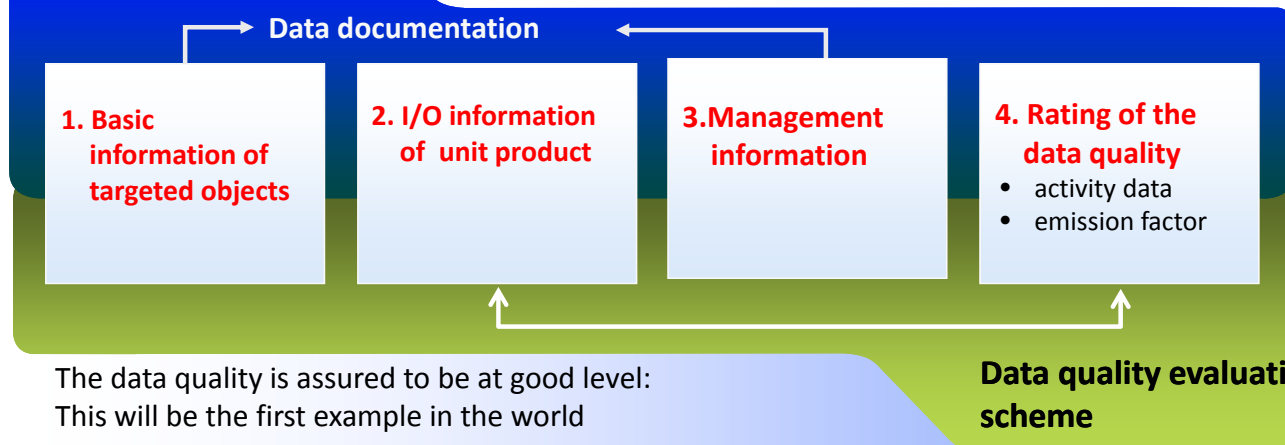 Data documentation
1. Basic
information of
targeted objects
2. I/O information
of unit product
3.Management
information
4. Rating of the
data quality
• activity data
• emission factor
The data quality is assured to be at good level:
This will be the first example in the world
Data quality evaluati
scheme